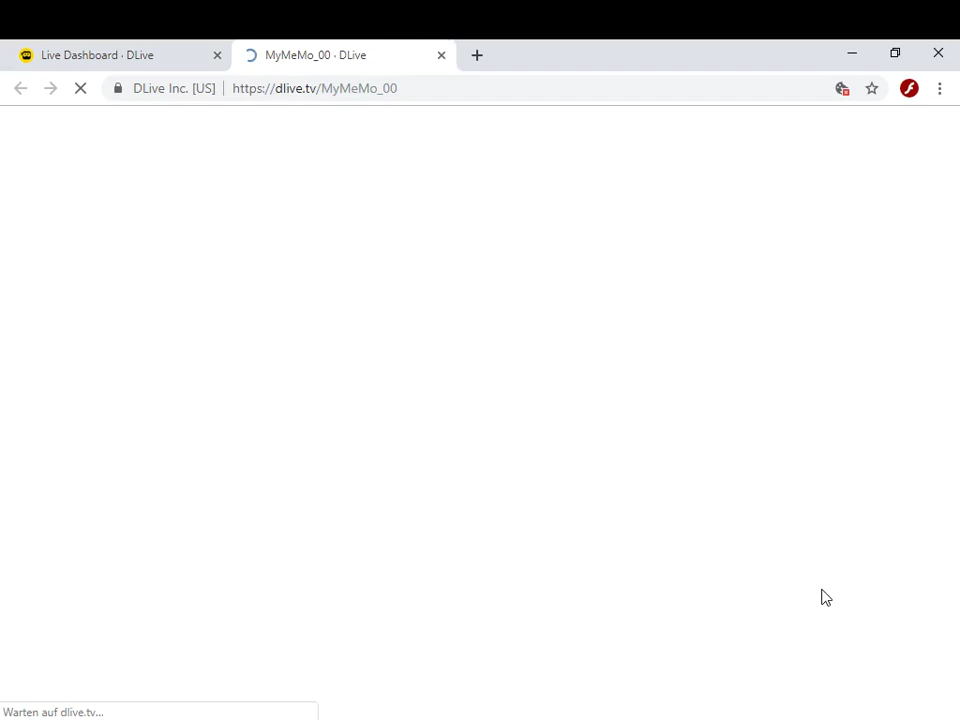 Live Dashboard · DLive
MyMeMo_00 · DLive
DLive Inc. [US] https://dlive.tv/MyMeMo_00
Warten auf dlive.tv...